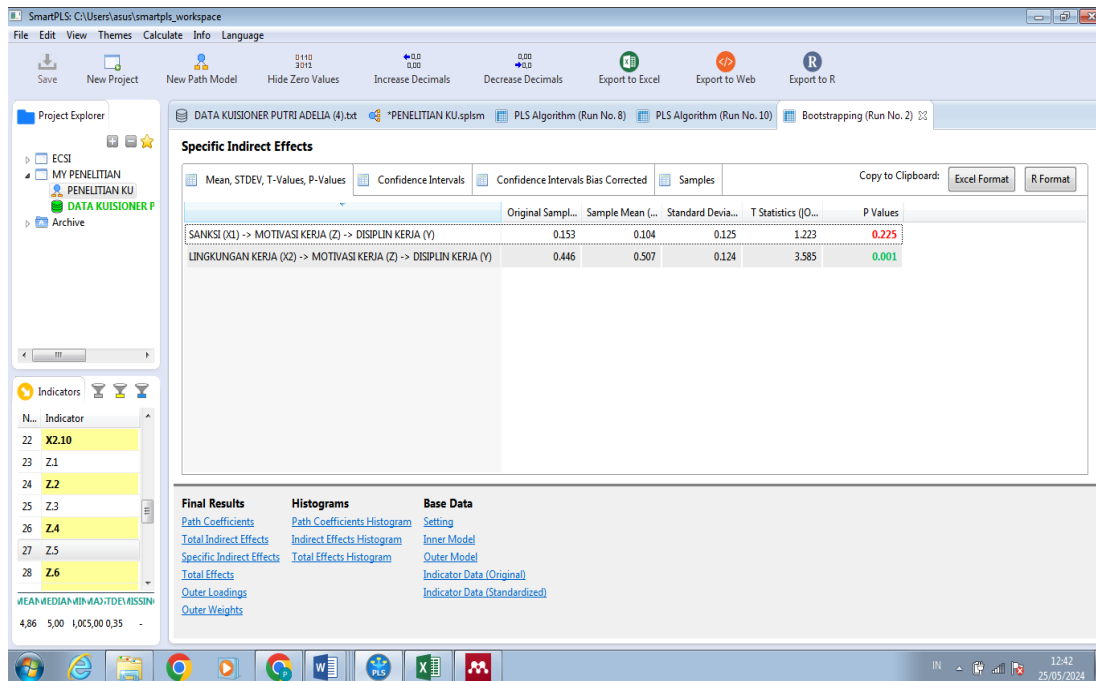 SmartPLS: C:\Users\asus\smartpls_workspace
File Edit View Themes Calculate Info Language
Save New Project New Path Model Hide Zero Values Increase Decimals Decrease Decimals Export to Excel Export to Web Export to R
Project Explorer
ECSI
MY PENELITIAN
PENELITIAN KU
DATA KUISIONER P
Archive
Indicators
N... Indicator
22 X2.10
23 Z.1
24 Z.2
25 Z.3
26 Z.4
27 Z.5
28 Z.6
4,86 5,00 5,00 0,35 -
DATA KUISIONER PUTRI ADELIA (4).txt *PENELITIAN KU.splsm PLS Algorithm (Run No. 8) PLS Algorithm (Run No. 10) Bootstrapping (Run No. 2)
Specific Indirect Effects
Mean, STDEV, T-Values, P-Values Confidence Intervals Confidence Intervals Bias Corrected Samples Copy to Clipboard: Excel Format R Format
Original Sampl... Sample Mean (... Standard Devia... T Statistics (|O... P Values
SANKSI (X1) -> MOTIVASI KERJA (Z) -> DISIPLIN KERJA (Y) 0.153 0.104 0.125 1.223 0.225
LINGKUNGAN KERJA (X2) -> MOTIVASI KERJA (Z) -> DISIPLIN KERJA (Y) 0.446 0.507 0.124 3.585 0.001
Final Results Histograms Base Data
Path Coefficients Path Coefficients Histogram Setting
Total Indirect Effects Indirect Effects Histogram Inner Model
Specific Indirect Effects Total Effects Histogram Outer Model
Total Effects Indicator Data (Original)
Outer Loadings Indicator Data (Standardized)
Outer Weights
PLS
IN 12:42
25/05/2024